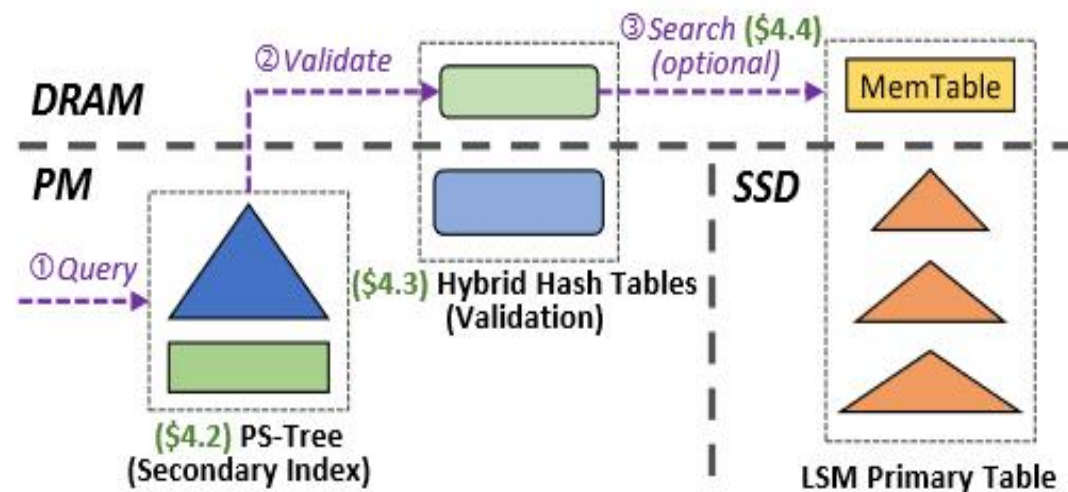 ②Validate
③Search ($4.4)
(optional)
DRAM
MemTable
PM
SSD
①Query
($4.3) Hybrid Hash Tables
(Validation)
($4.2) PS-Tree
(Secondary Index)
LSM Primary Table